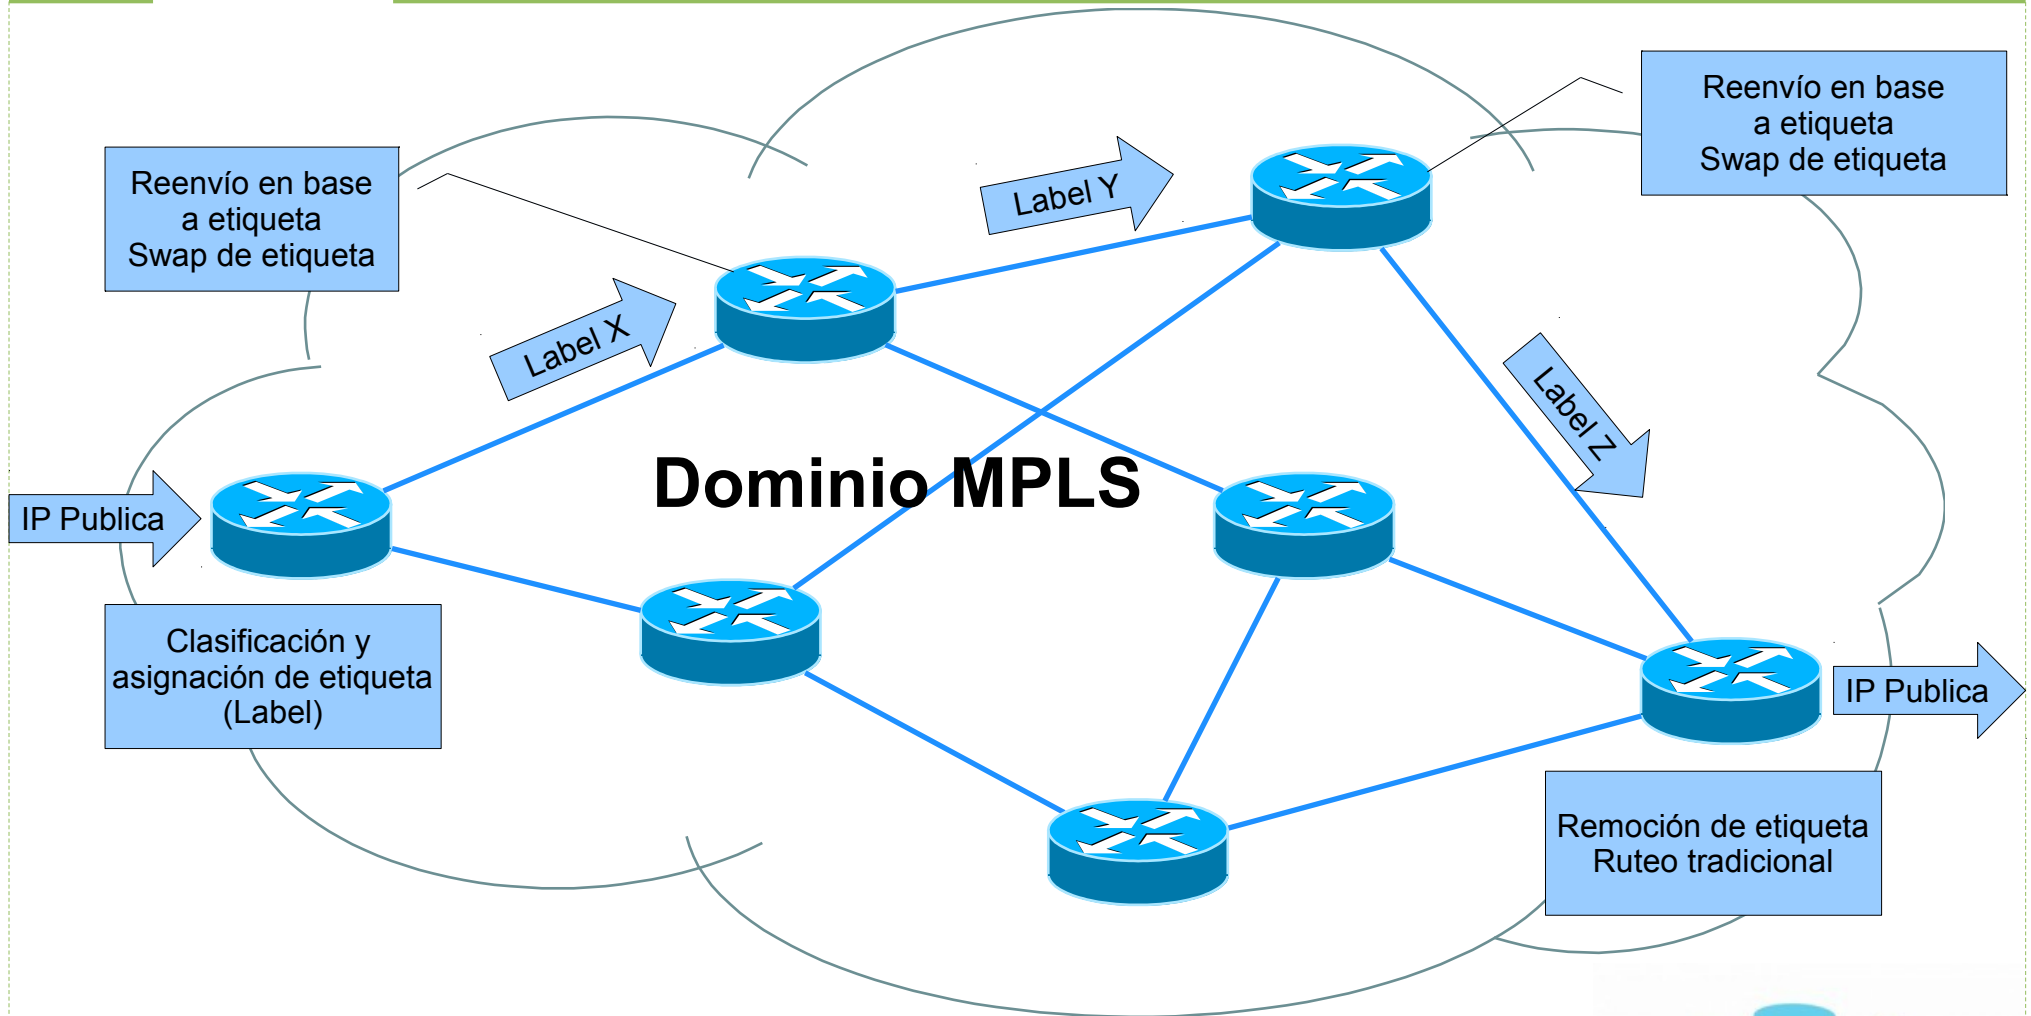 Reenvío en base
a etiqueta
Swap de etiqueta
Reenvío en base
a etiqueta
Swap de etiqueta
Label Y
Label X
Label Z
Dominio MPLS
IP Publica
Clasificación y
asignación de etiqueta
(Label)
IP Publica
Remoción de etiqueta
Ruteo tradicional